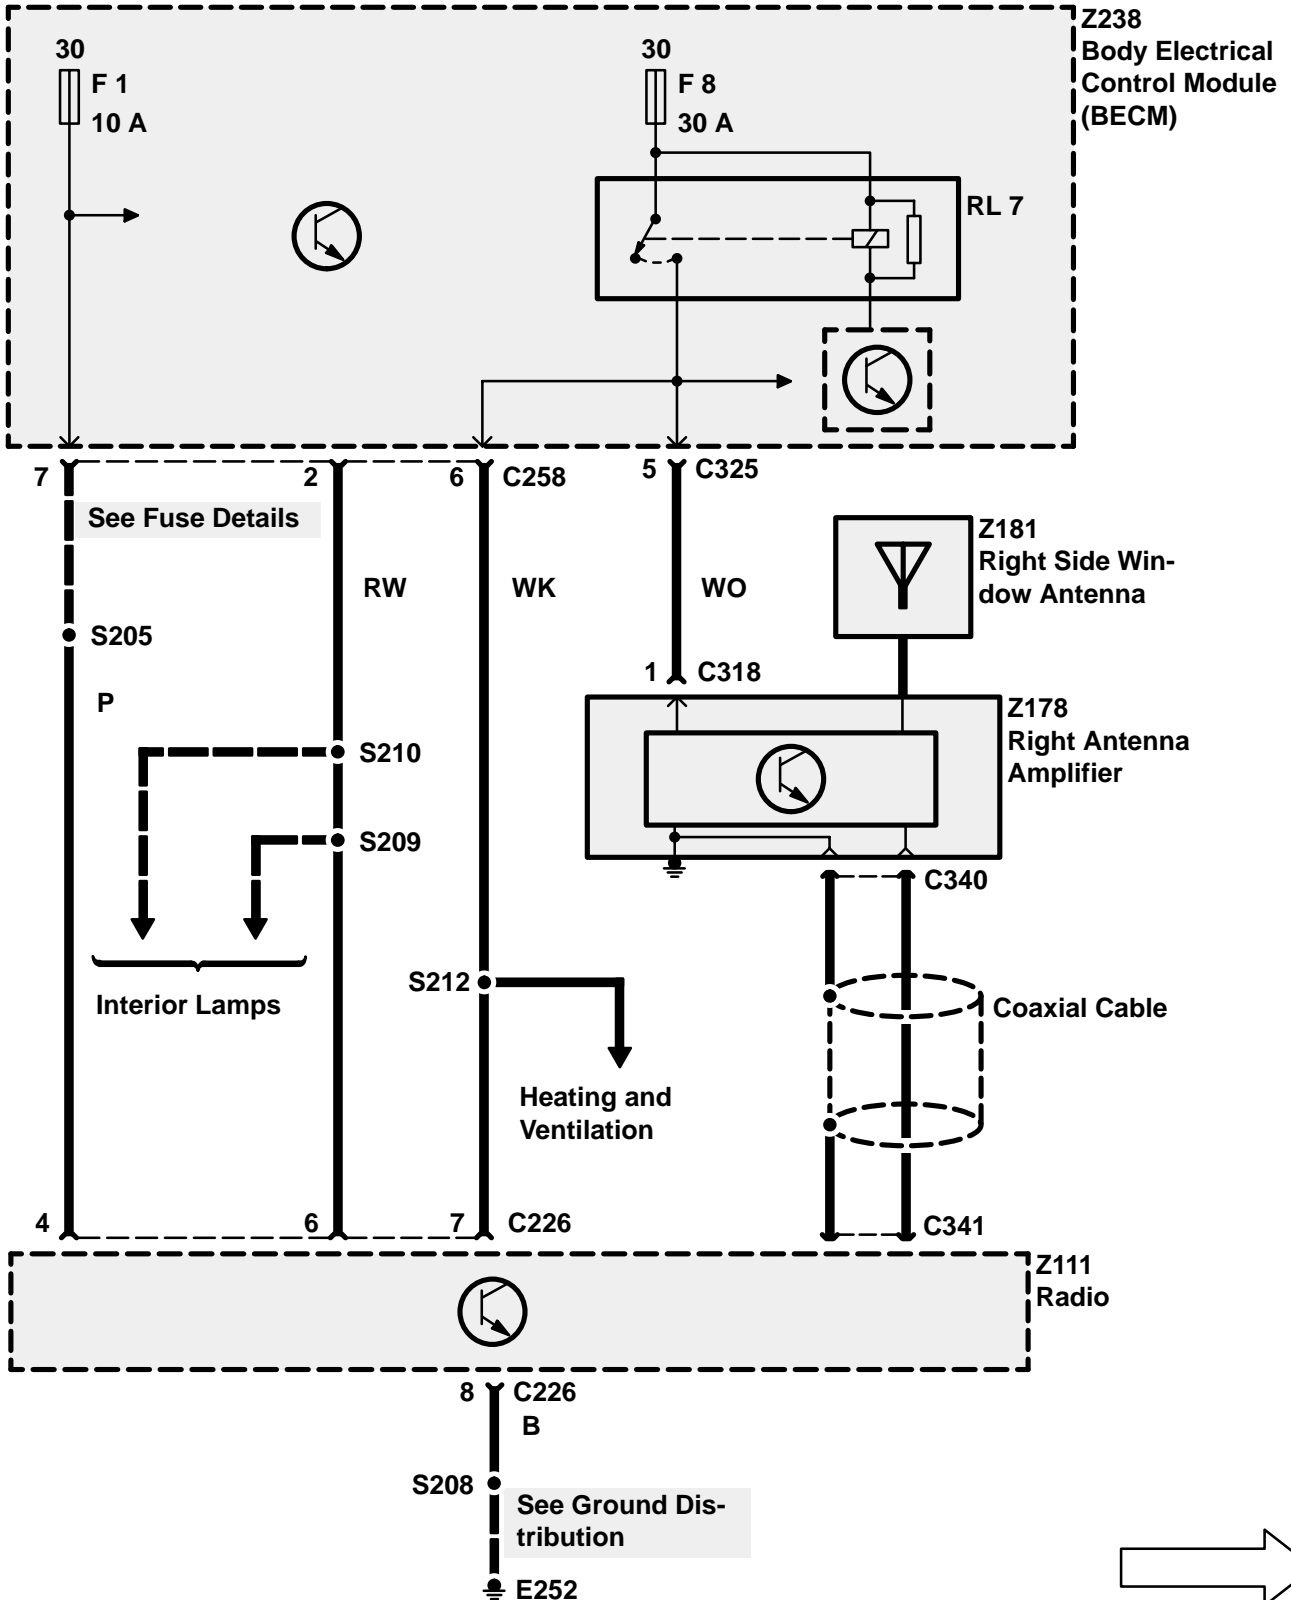 Z238
Body Electrical
Control Module
(BECM)
30
F 1
10 A
30
F 8
30 A
RL 7
7
2
6
C258
5
C325
See Fuse Details
Z181
Right Side Win-
dow Antenna
RW
WK
WO
S205
1
C318
P
Z178
Right Antenna
Amplifier
S210
S209
C340
S212
Interior Lamps
Coaxial Cable
Heating and
Ventilation
4
6
7
C226
C341
Z111
Radio
8
C226
B
S208
See Ground Dis-
tribution
E252